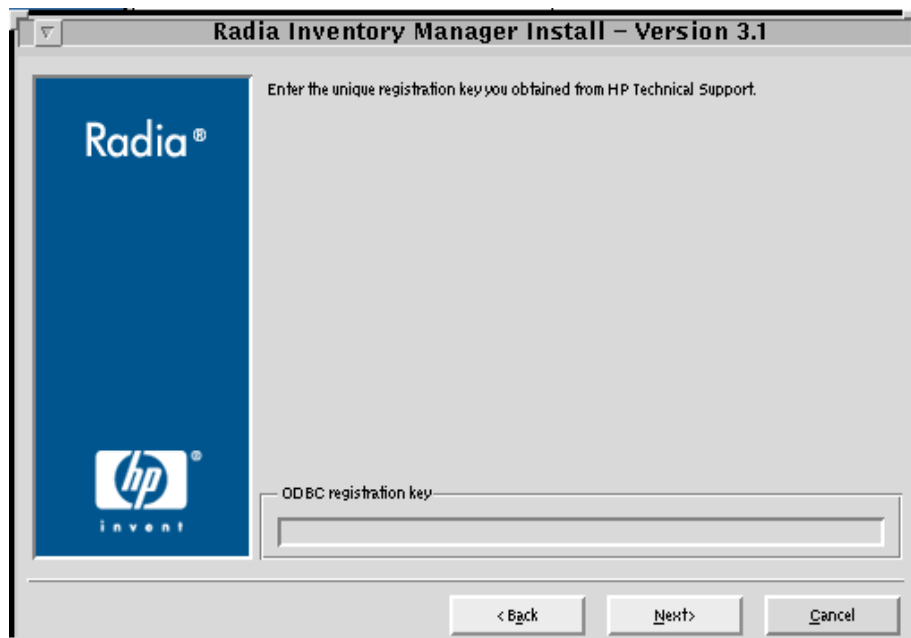 Radia Inventory Manager Install – Version 3.1
Enter the unique registration key you obtained from HP Technical Support.
Radia®
hp®
invent
ODBC registration key
< Back
Next>
Cancel